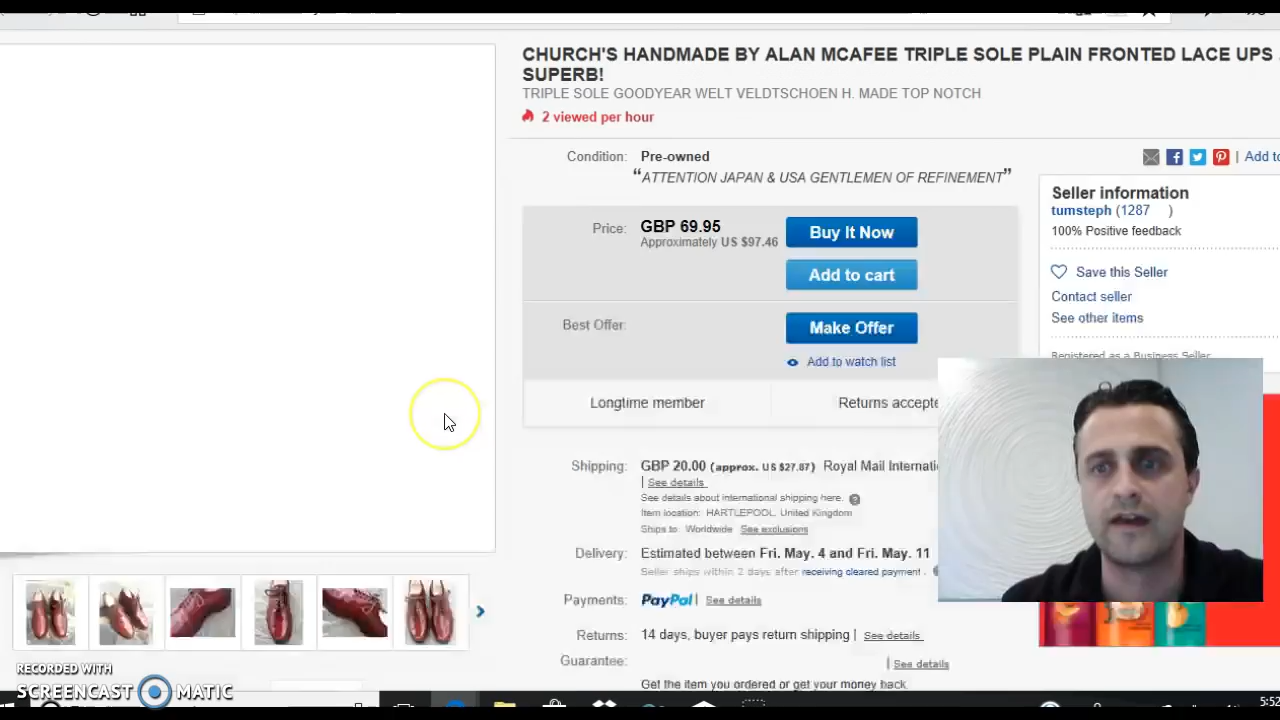 CHURCH'S HANDMADE BY ALAN MCAFEE TRIPLE SOLE PLAIN FRONTED LACE UPS
SUPERB!
TRIPLE SOLE GOODYEAR WELT VELDTSCHOEN H. MADE TOP NOTCH
2 viewed per hour
Condition: Pre-owned
"ATTENTION JAPAN & USA GENTLEMEN OF REFINEMENT"
Price: GBP 69.95 Buy It Now
Approximately US $97.46
Add to cart
Best Offer: Make Offer
Add to watch list
Longtime member Returns accepte
Shipping: GBP 20.00 (approx. US $27.87) Royal Mail Internati
| See details
See details about international shipping here.
Item location: HARTLEPOOL, United Kingdom
Ships to: Worldwide See exclusions
Delivery: Estimated between Fri. May. 4 and Fri. May. 11
Seller ships within 2 days after receiving cleared payment.
Payments: PayPal | See details
Returns: 14 days, buyer pays return shipping | See details
Guarantee: | See details
Get the item you ordered or get your money back
| Add to
Seller information
tumsteph (1287 )
100% Positive feedback
Save this Seller
Contact seller
See other items
Registered as a Business Seller
RECORDED WITH
SCREENCAST MATIC
5:52